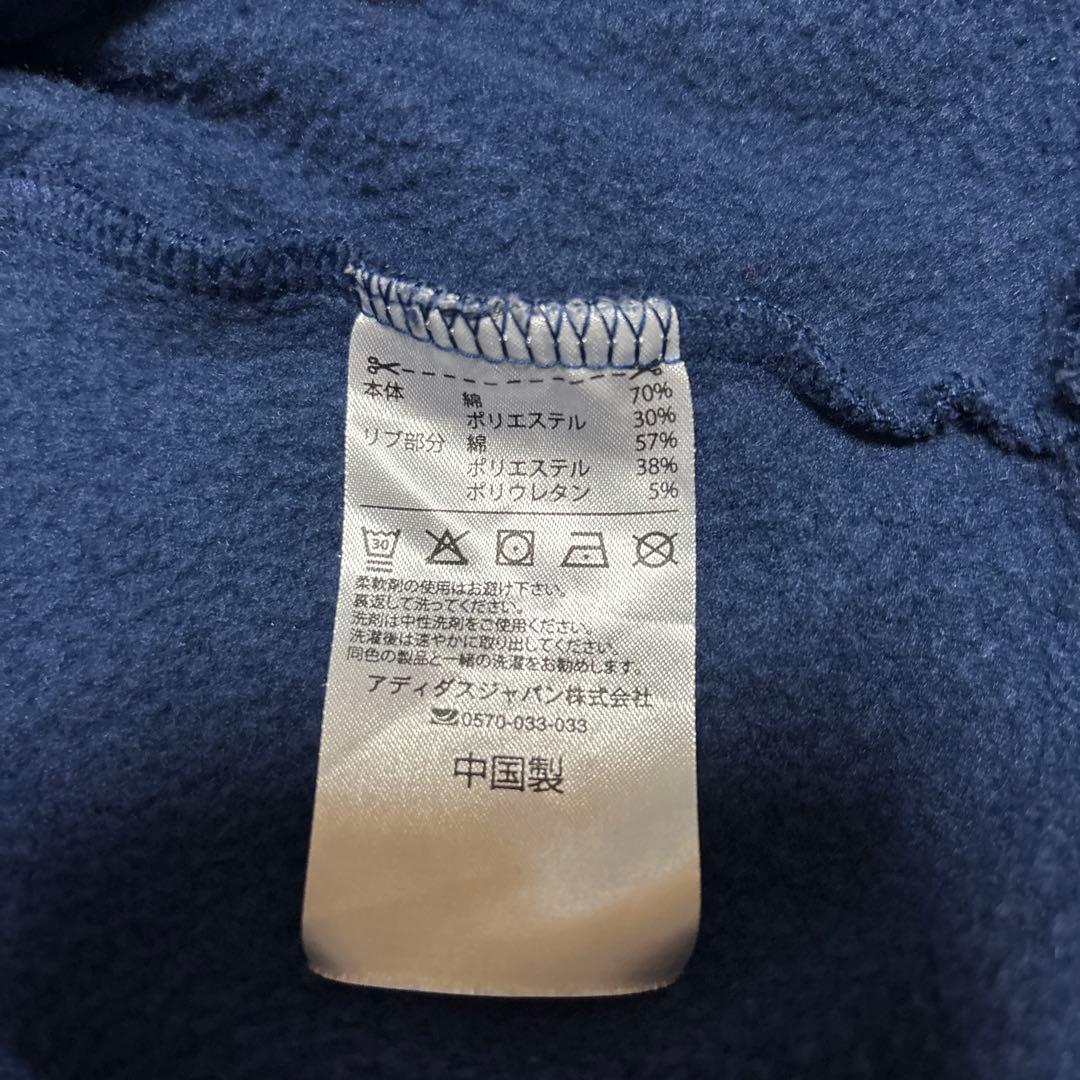 本体 綿 70%
ポリエステル 30%
リブ部分 綿 57%
ポリエステル 38%
ポリウレタン 5%
30
柔軟剤の使用はお避け下さい。
裏返して洗ってください。
洗剤は中性洗剤をご使用ください。
洗濯後は速やかに取り出してください。
同色の製品と一緒の洗濯をお勧めします。
アディダスジャパン株式会社
0570-033-033
中国製